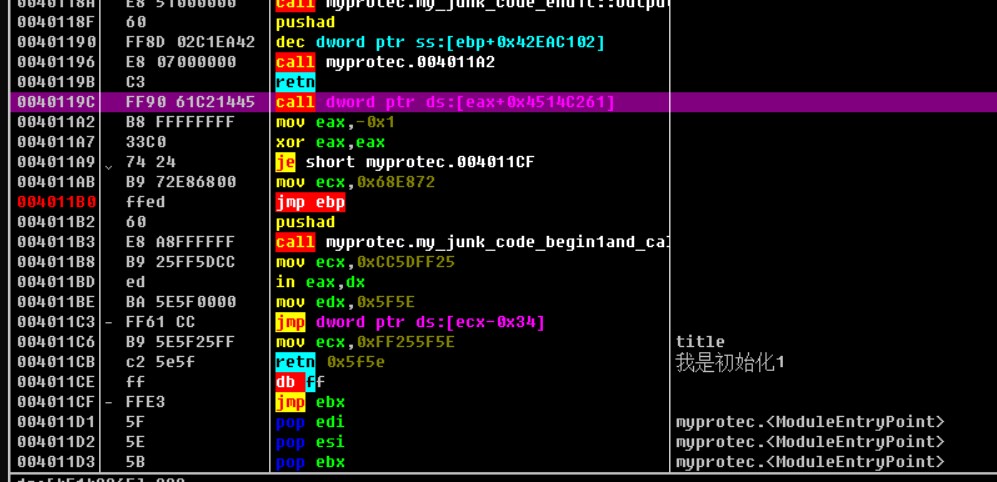 0040118A E8 51000000 call myprotec.my_junk_code_end1::outpu
0040118F 60 pushad
00401190 FF8D 02C1EA42 dec dword ptr ss:[ebp+0x42EAC102]
00401196 E8 07000000 call myprotec.004011A2
0040119B C3 retn
0040119C FF90 61C21445 call dword ptr ds:[eax+0x4514C261]
004011A2 B8 FFFFFFFF mov eax,-0x1
004011A7 33C0 xor eax,eax
004011A9 74 24 je short myprotec.004011CF
004011AB B9 72E86800 mov ecx,0x68E872
004011B0 ffed jmp ebp
004011B2 60 pushad
004011B3 E8 A8FFFFFF call myprotec.my_junk_code_begin1and_cal
004011B8 B9 25FF5DCC mov ecx,0xCC5DFF25
004011BD ed in eax,dx
004011BE BA 5E5F0000 mov edx,0x5F5E
004011C3 - FF61 CC jmp dword ptr ds:[ecx-0x34]
004011C6 B9 5E5F25FF mov ecx,0xFF255F5E title
004011CB c2 5e5f retn 0x5f5e 我是初始化1
004011CE ff db ff
004011CF - FFE3 jmp ebx
004011D1 5F pop edi myprotec.<ModuleEntryPoint>
004011D2 5E pop esi myprotec.<ModuleEntryPoint>
004011D3 5B pop ebx myprotec.<ModuleEntryPoint>